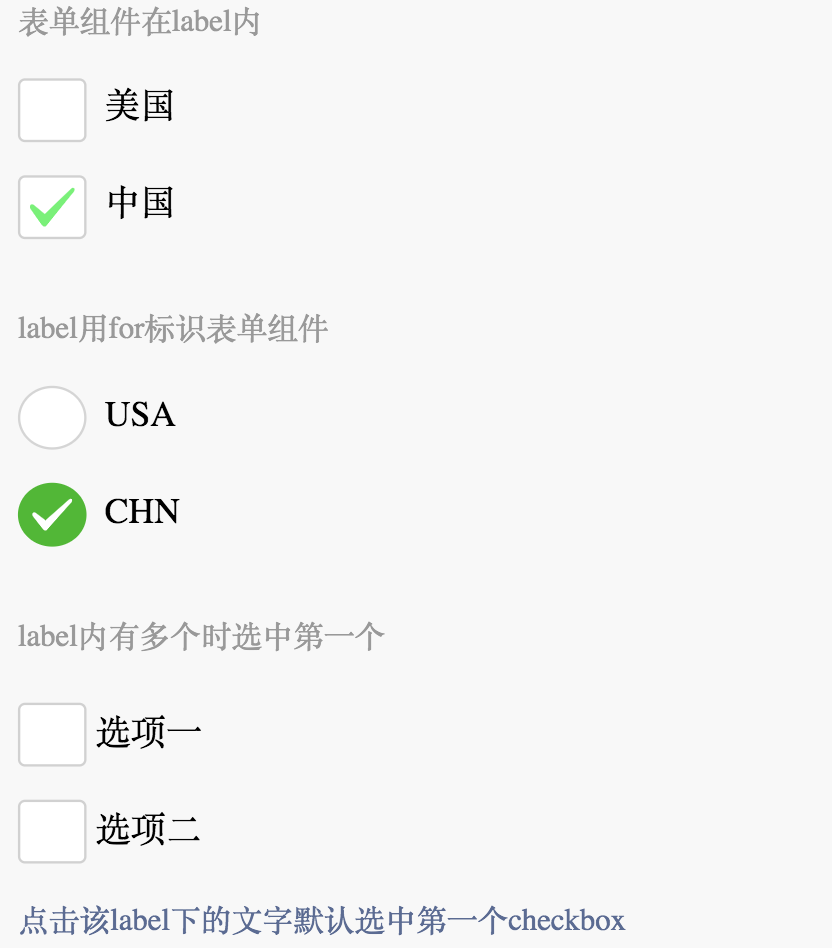 表单组件在label内
美国
中国
label用for标识表单组件
USA
CHN
label内有多个时选中第一个
选项一
选项二
点击该label下的文字默认选中第一个checkbox